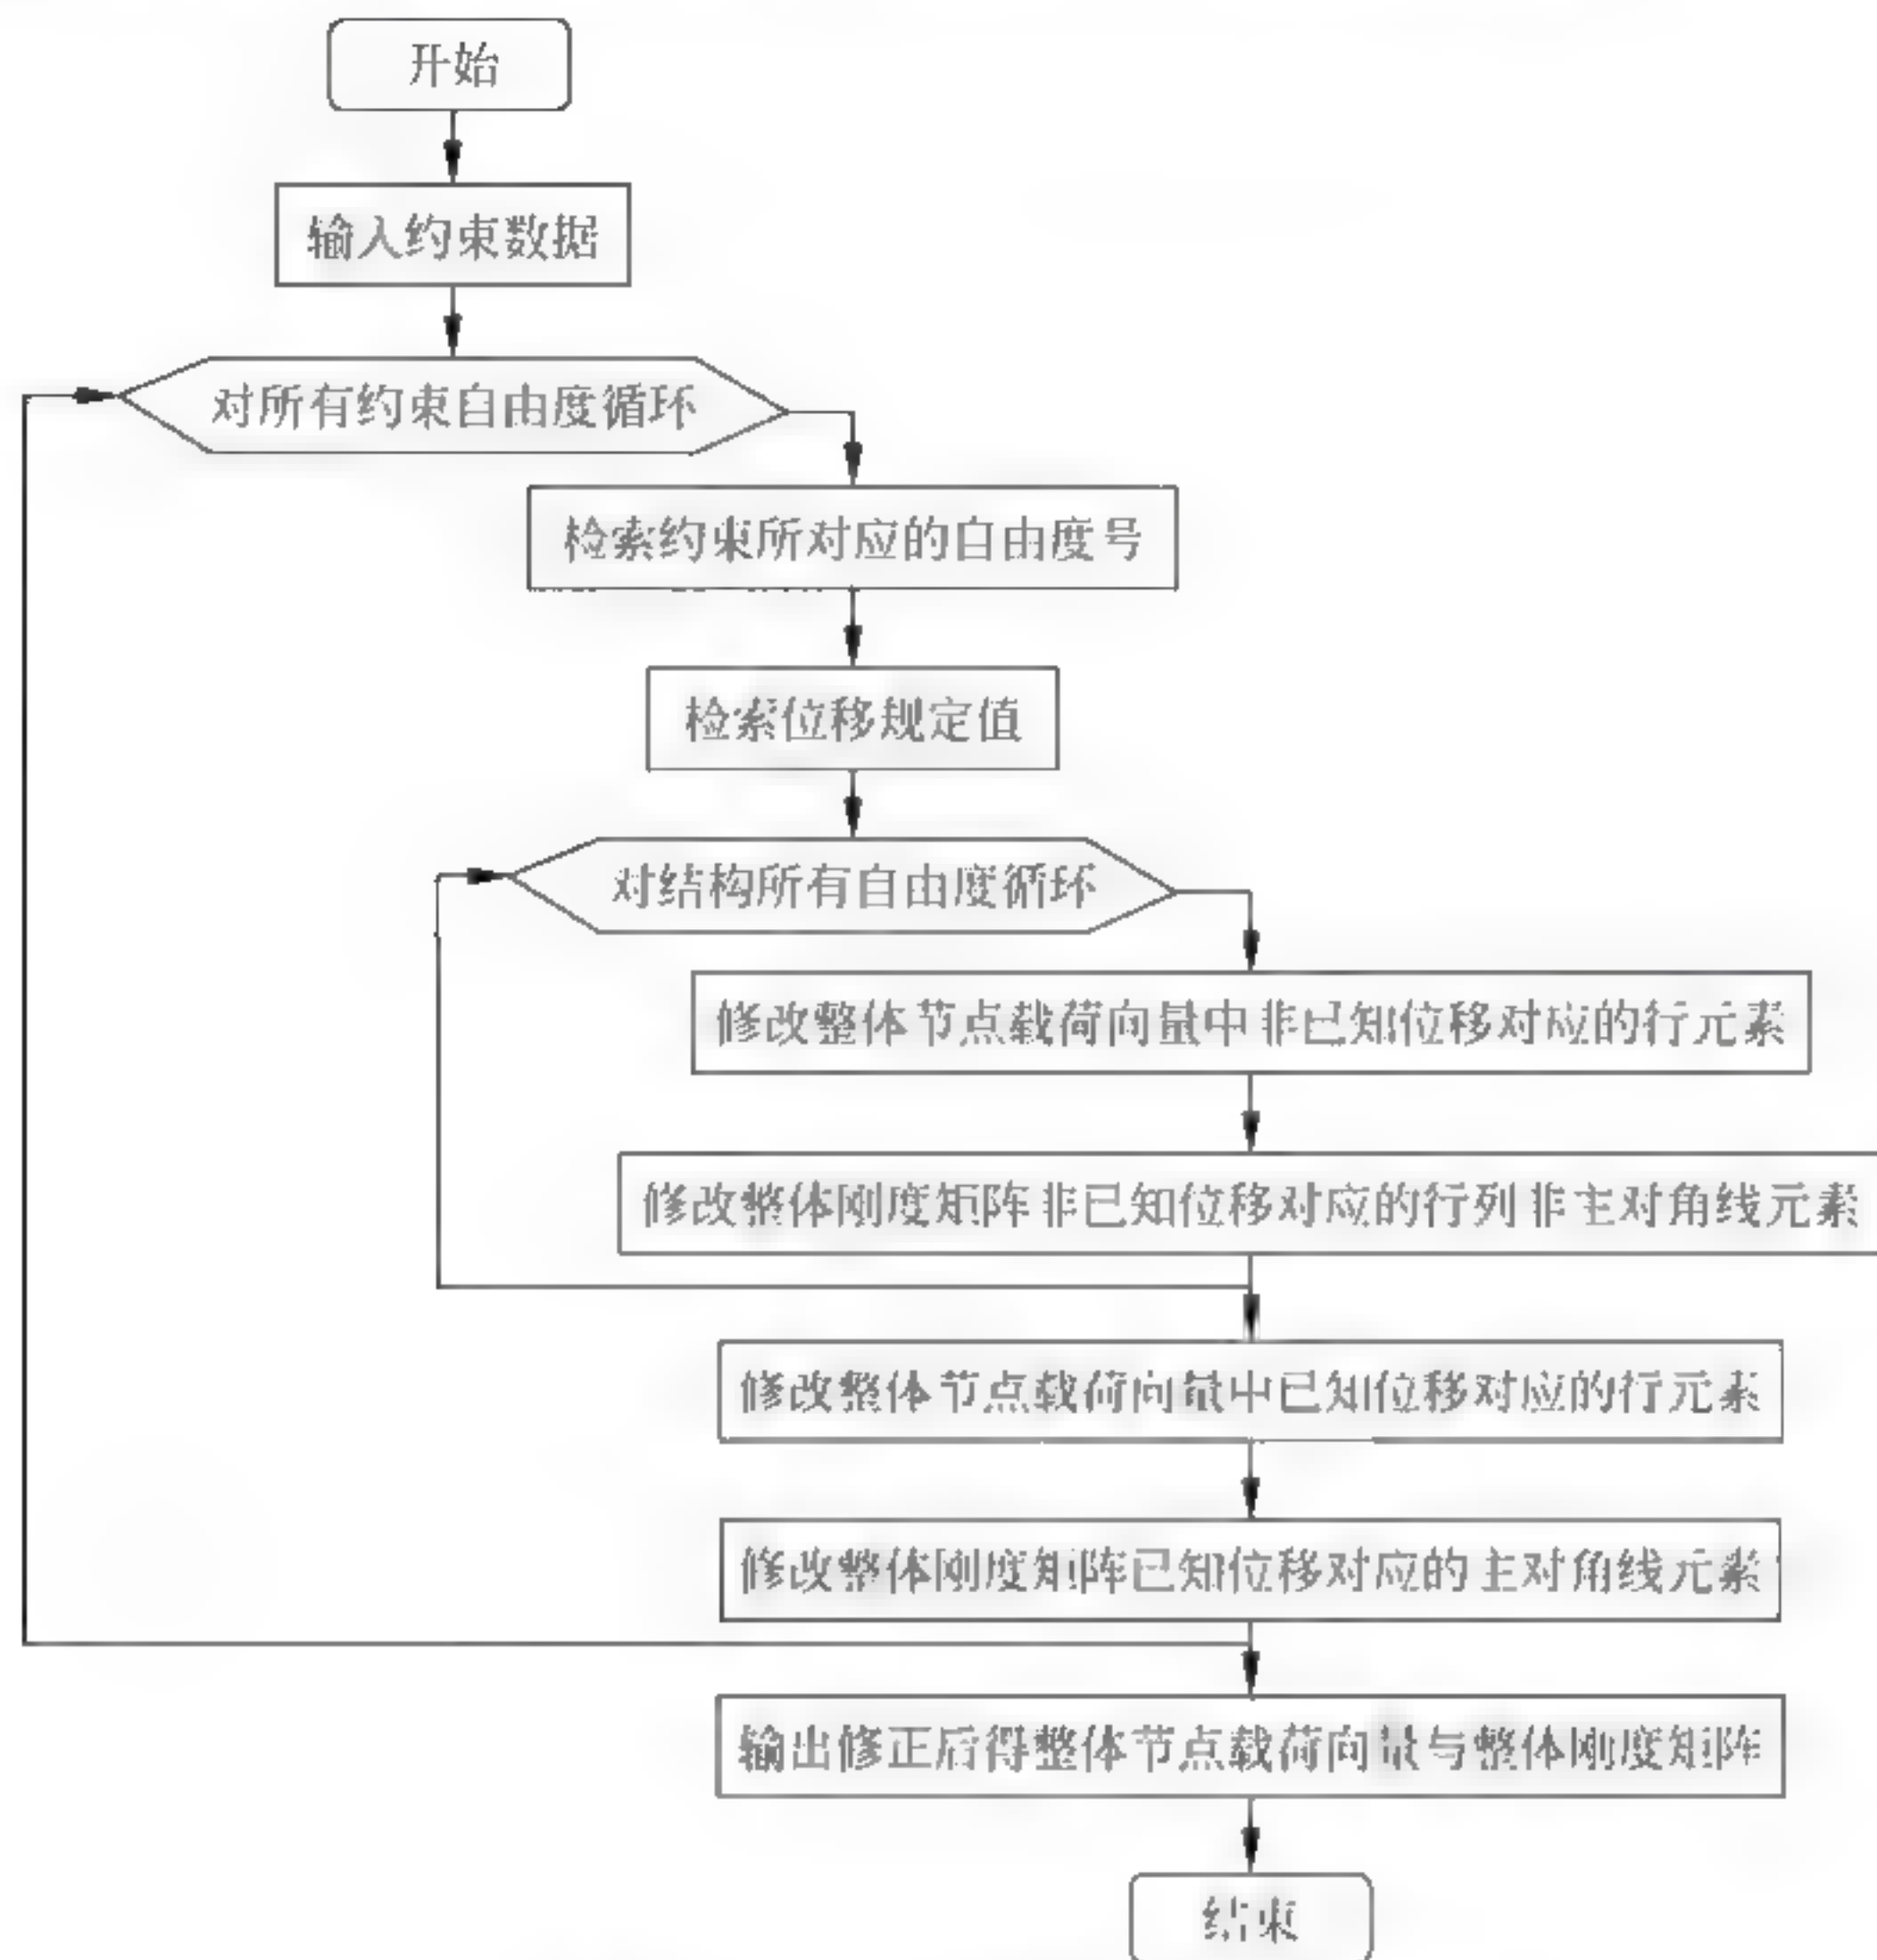 开始
输入约束数据
对所有约束自由度循环
检索约束所对应的自由度号
检索位移规定值
对结构所有自由度循环
修改整体节点载荷向量中非已知位移对应的行元素
修改整体刚度矩阵非已知位移对应的行列非主对角线元素
修改整体节点载荷向量中已知位移对应的行元素
修改整体刚度矩阵已知位移对应的主对角线元素
输出修正后得整体节点载荷向量与整体刚度矩阵
结束